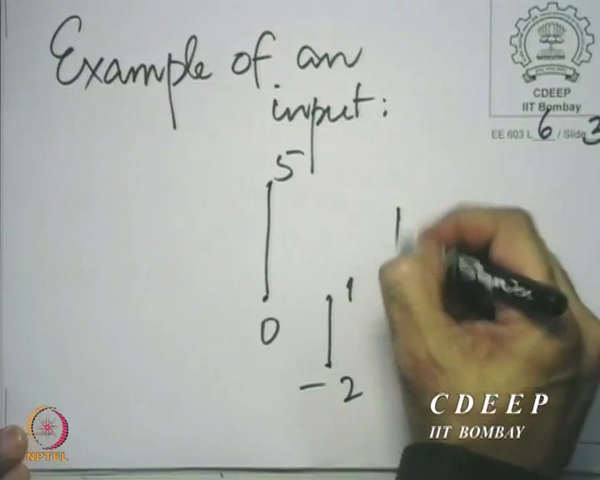 Example of an
input:
5
0
1
-2
CDEEP
IIT Bombay
EE 603 L 6 / Slide 3
CDEEP
IIT BOMBAY
NPTEL